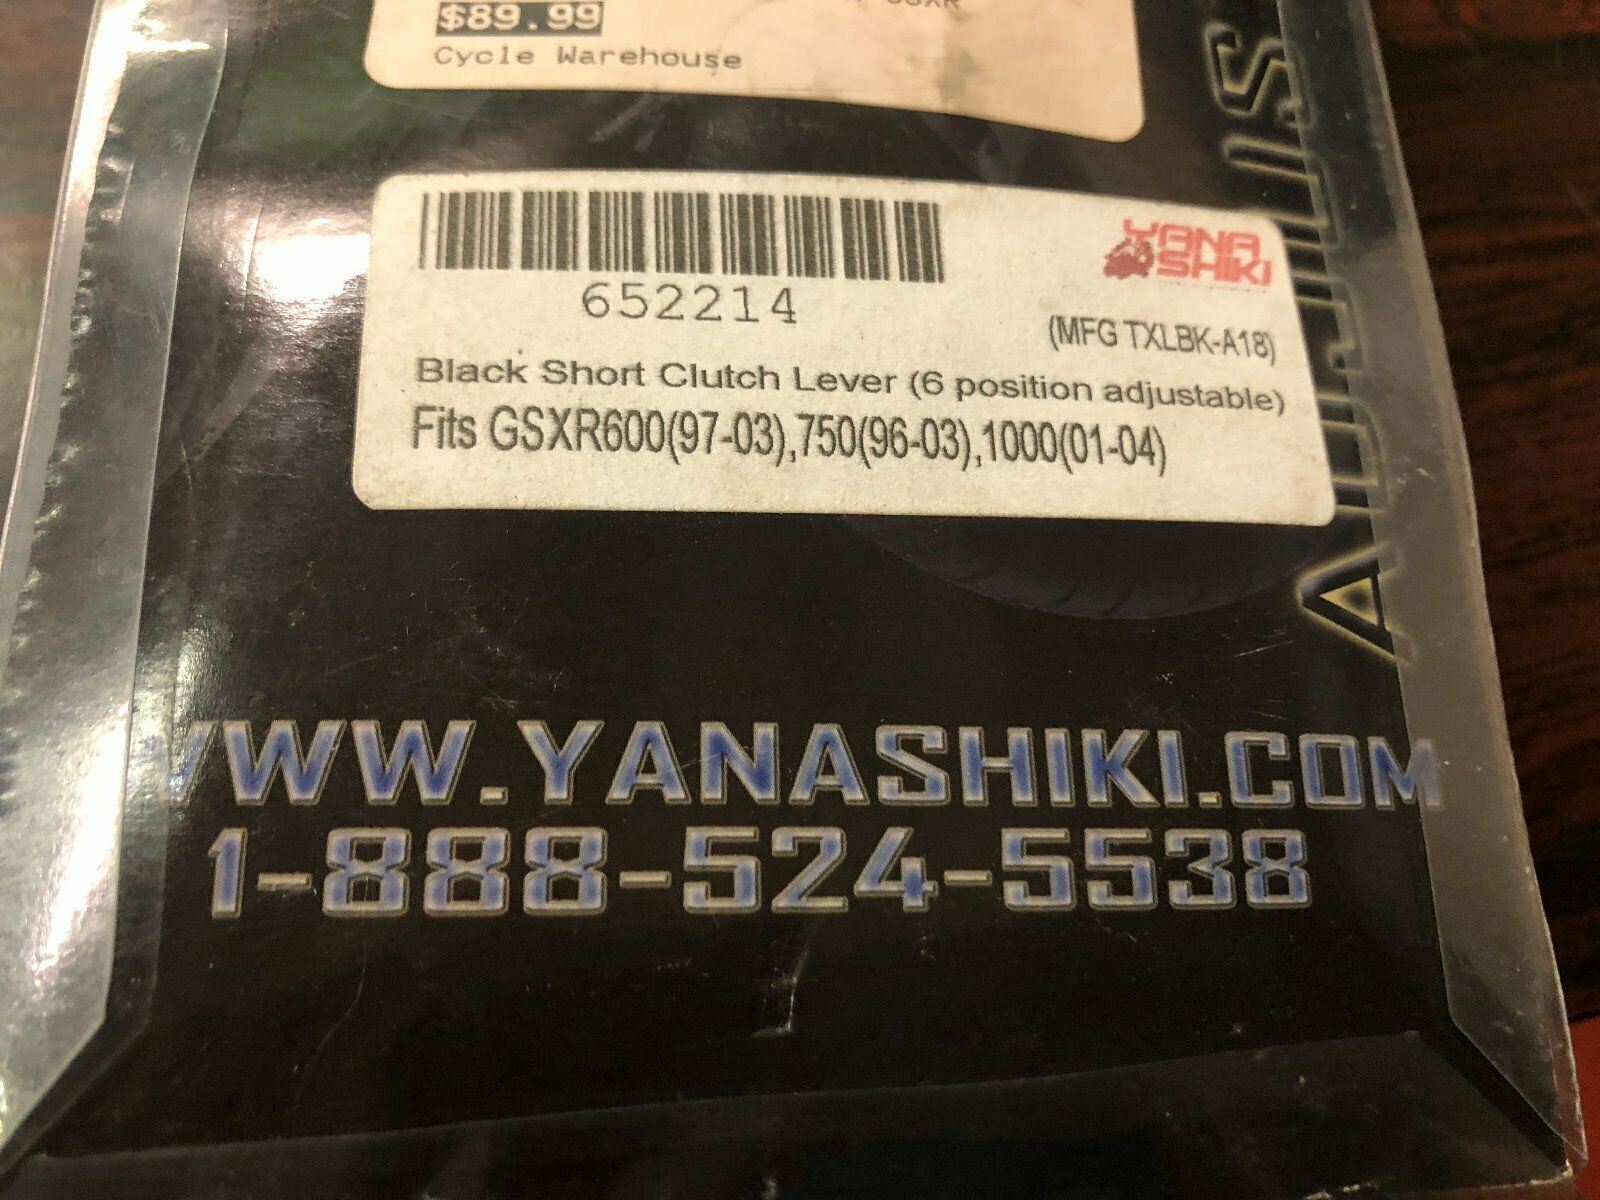 GSXR
$89.99
Cycle Warehouse
YANA
SHIKI
652214
(MFG TXLBK-A18)
Black Short Clutch Lever (6 position adjustable)
Fits GSXR600(97-03),750(96-03),1000(01-04)
WWW.YANASHIKI.COM
1-888-524-5538